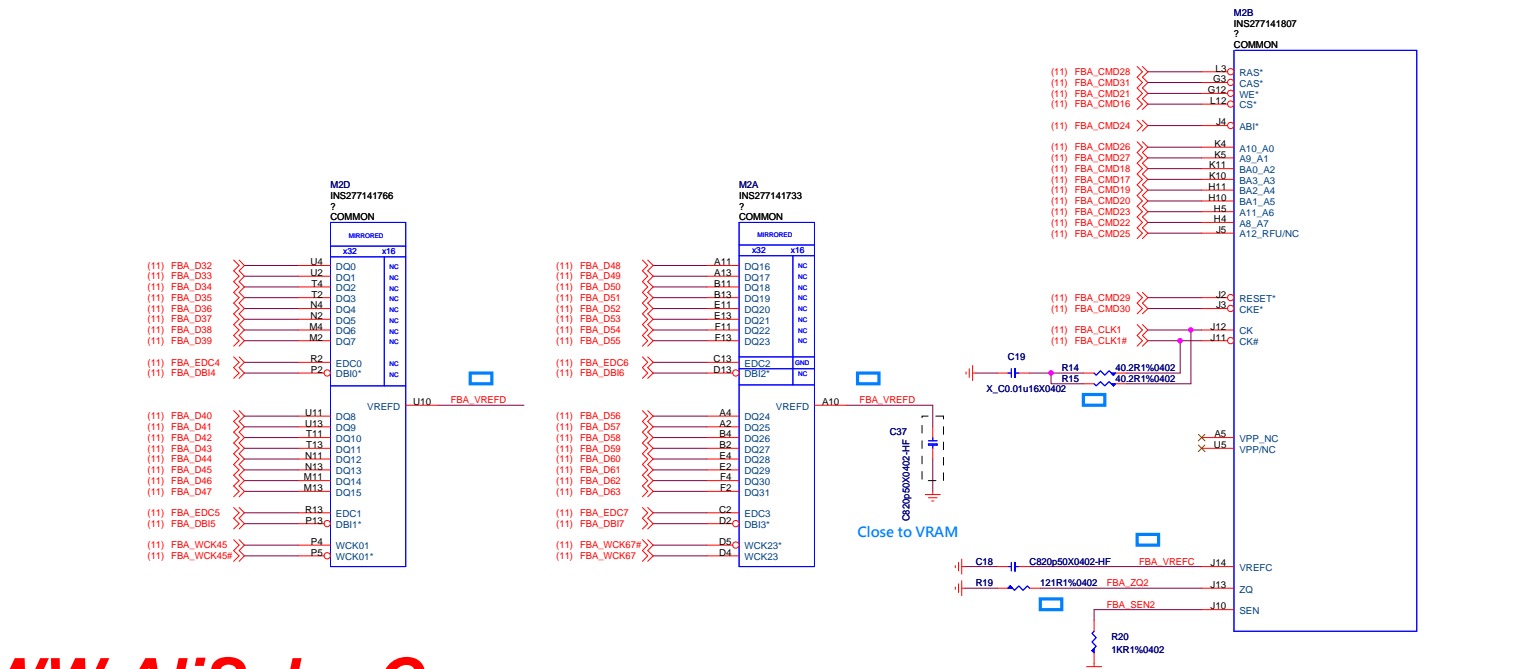 M2B
INS277141807
?
COMMON
(11) FBA_CMD28 L3 RAS*
(11) FBA_CMD31 G3 CAS*
(11) FBA_CMD21 G12 WE*
(11) FBA_CMD16 L12 CS*
(11) FBA_CMD24 J4 ABI*
(11) FBA_CMD26 K4 A10_A0
(11) FBA_CMD27 K5 A9_A1
(11) FBA_CMD18 K11 BA0_A2
(11) FBA_CMD17 K10 BA3_A3
(11) FBA_CMD19 H11 BA2_A4
(11) FBA_CMD20 H10 BA1_A5
(11) FBA_CMD23 H5 A11_A6
(11) FBA_CMD22 H4 A8_A7
(11) FBA_CMD25 J5 A12_RFU/NC
(11) FBA_CMD29 J2 RESET*
(11) FBA_CMD30 J3 CKE*
(11) FBA_CLK1 J12 CK
(11) FBA_CLK1# J11 CK#
C19
X_C0.01u16X0402
R14 40.2R1%0402
R15 40.2R1%0402
A5 VPP_NC
U5 VPP/NC
C18 C820p50X0402-HF FBA_VREFC J14 VREFC
R19 121R1%0402 FBA_ZQ2 J13 ZQ
FBA_SEN2 J10 SEN
R20
1KR1%0402
M2D
INS277141766
?
COMMON
MIRRORED
x32 x16
(11) FBA_D32 U4 DQ0 NC
(11) FBA_D33 U2 DQ1 NC
(11) FBA_D34 T4 DQ2 NC
(11) FBA_D35 T2 DQ3 NC
(11) FBA_D36 N4 DQ4 NC
(11) FBA_D37 N2 DQ5 NC
(11) FBA_D38 M4 DQ6 NC
(11) FBA_D39 M2 DQ7 NC
(11) FBA_EDC4 R2 EDC0 NC
(11) FBA_DBI4 P2 DBI0* NC
VREFD U10 FBA_VREFD
(11) FBA_D40 U11 DQ8
(11) FBA_D41 U13 DQ9
(11) FBA_D42 T11 DQ10
(11) FBA_D43 T13 DQ11
(11) FBA_D44 N11 DQ12
(11) FBA_D45 N13 DQ13
(11) FBA_D46 M11 DQ14
(11) FBA_D47 M13 DQ15
(11) FBA_EDC5 R13 EDC1
(11) FBA_DBI5 P13 DBI1*
(11) FBA_WCK45 P4 WCK01
(11) FBA_WCK45# P5 WCK01*
M2A
INS277141733
?
COMMON
MIRRORED
x32 x16
(11) FBA_D48 A11 DQ16 NC
(11) FBA_D49 A13 DQ17 NC
(11) FBA_D50 B11 DQ18 NC
(11) FBA_D51 B13 DQ19 NC
(11) FBA_D52 E11 DQ20 NC
(11) FBA_D53 E13 DQ21 NC
(11) FBA_D54 F11 DQ22 NC
(11) FBA_D55 F13 DQ23 NC
(11) FBA_EDC6 C13 EDC2 GND
(11) FBA_DBI6 D13 DBI2* NC
VREFD A10 FBA_VREFD
(11) FBA_D56 A4 DQ24
(11) FBA_D57 A2 DQ25
(11) FBA_D58 B4 DQ26
(11) FBA_D59 B2 DQ27
(11) FBA_D60 E4 DQ28
(11) FBA_D61 E2 DQ29
(11) FBA_D62 F4 DQ30
(11) FBA_D63 F2 DQ31
(11) FBA_EDC7 C2 EDC3
(11) FBA_DBI7 D2 DBI3*
(11) FBA_WCK67# D5 WCK23*
(11) FBA_WCK67 D4 WCK23
C37
C820p50X0402-HF
Close to VRAM